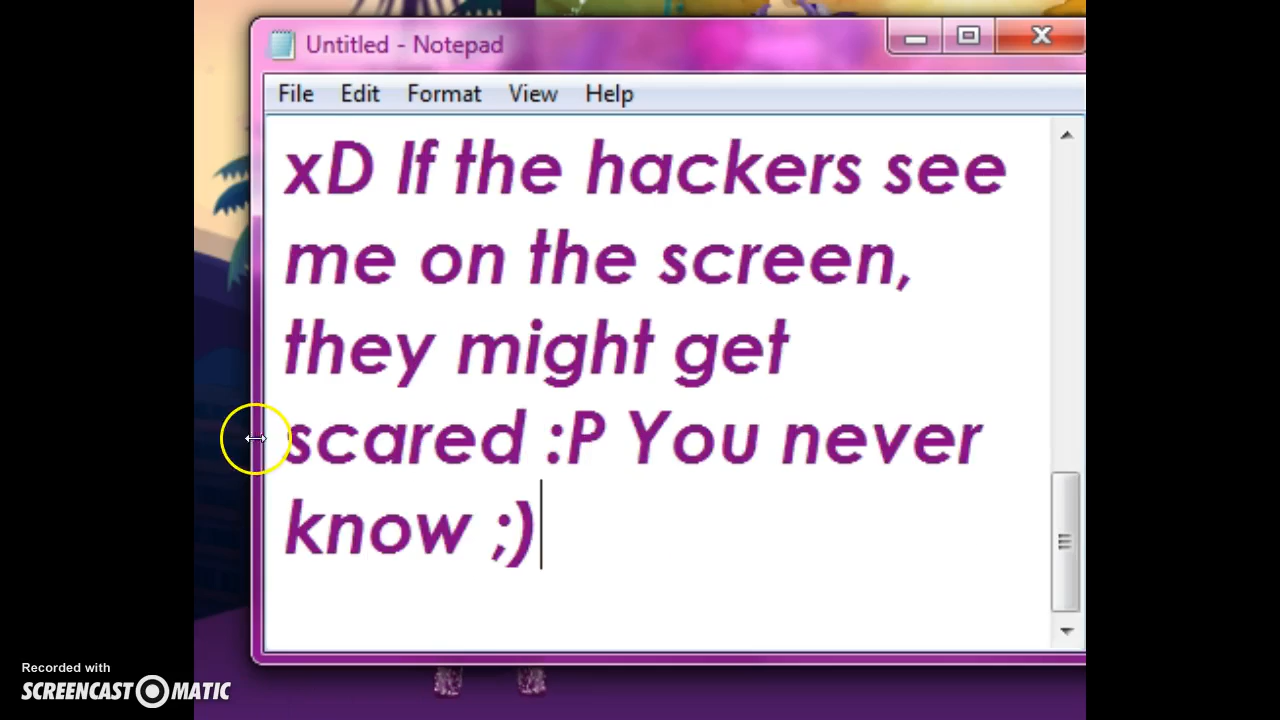 Untitled - Notepad
File Edit Format View Help
xD If the hackers see
me on the screen,
they might get
scared :P You never
know ;)
Recorded with
SCREENCAST MATIC